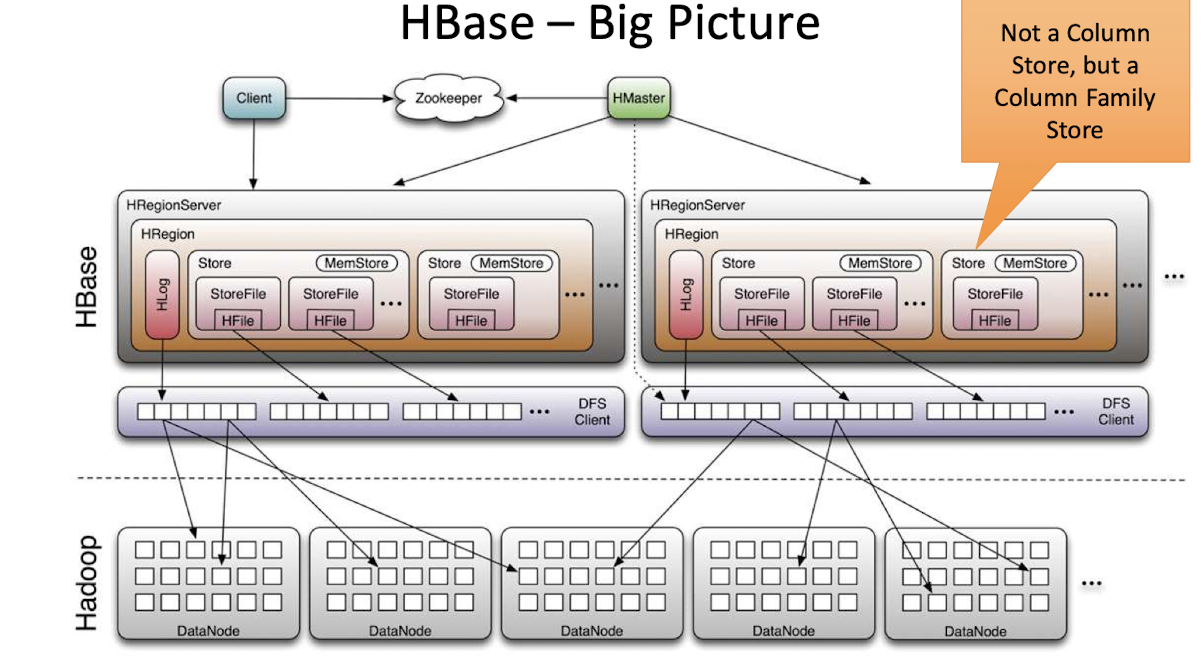 HBase – Big Picture
Not a Column
Store, but a
Column Family
Store
Client
Zookeeper
HMaster
HBase
HRegionServer
HRegion
HLog
Store
MemStore
StoreFile
HFile
StoreFile
HFile
...
Store
MemStore
StoreFile
HFile
...
...
HRegionServer
HRegion
HLog
Store
MemStore
StoreFile
HFile
StoreFile
HFile
...
Store
MemStore
StoreFile
HFile
...
...
...
...
DFS
Client
...
DFS
Client
Hadoop
DataNode
DataNode
DataNode
DataNode
DataNode
...